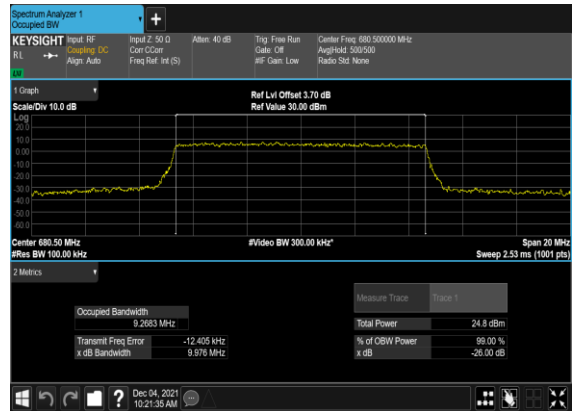 Spectrum Analyzer 1
Occupied BW
+
KEYSIGHT Input: RF Input Z: 50 Ω Atten: 40 dB Trig: Free Run Center Freq: 680.500000 MHz
RL Coupling: DC Corr CCorr Gate: Off Avg|Hold: 500/500
Align: Auto Freq Ref: Int (S) #IF Gain: Low Radio Std: None
1 Graph
Ref Lvl Offset 3.70 dB
Scale/Div 10.0 dB Ref Value 30.00 dBm
Log
20.0
10.0
0.00
-10.0
-20.0
-30.0
-40.0
-50.0
-60.0
Center 680.50 MHz #Video BW 300.00 kHz* Span 20 MHz
#Res BW 100.00 kHz Sweep 2.53 ms (1001 pts)
2 Metrics
Measure Trace Trace 1
Occupied Bandwidth
9.2683 MHz Total Power 24.8 dBm
Transmit Freq Error -12.405 kHz % of OBW Power 99.00 %
x dB Bandwidth 9.976 MHz x dB -26.00 dB
? Dec 04, 2021
10:21:35 AM